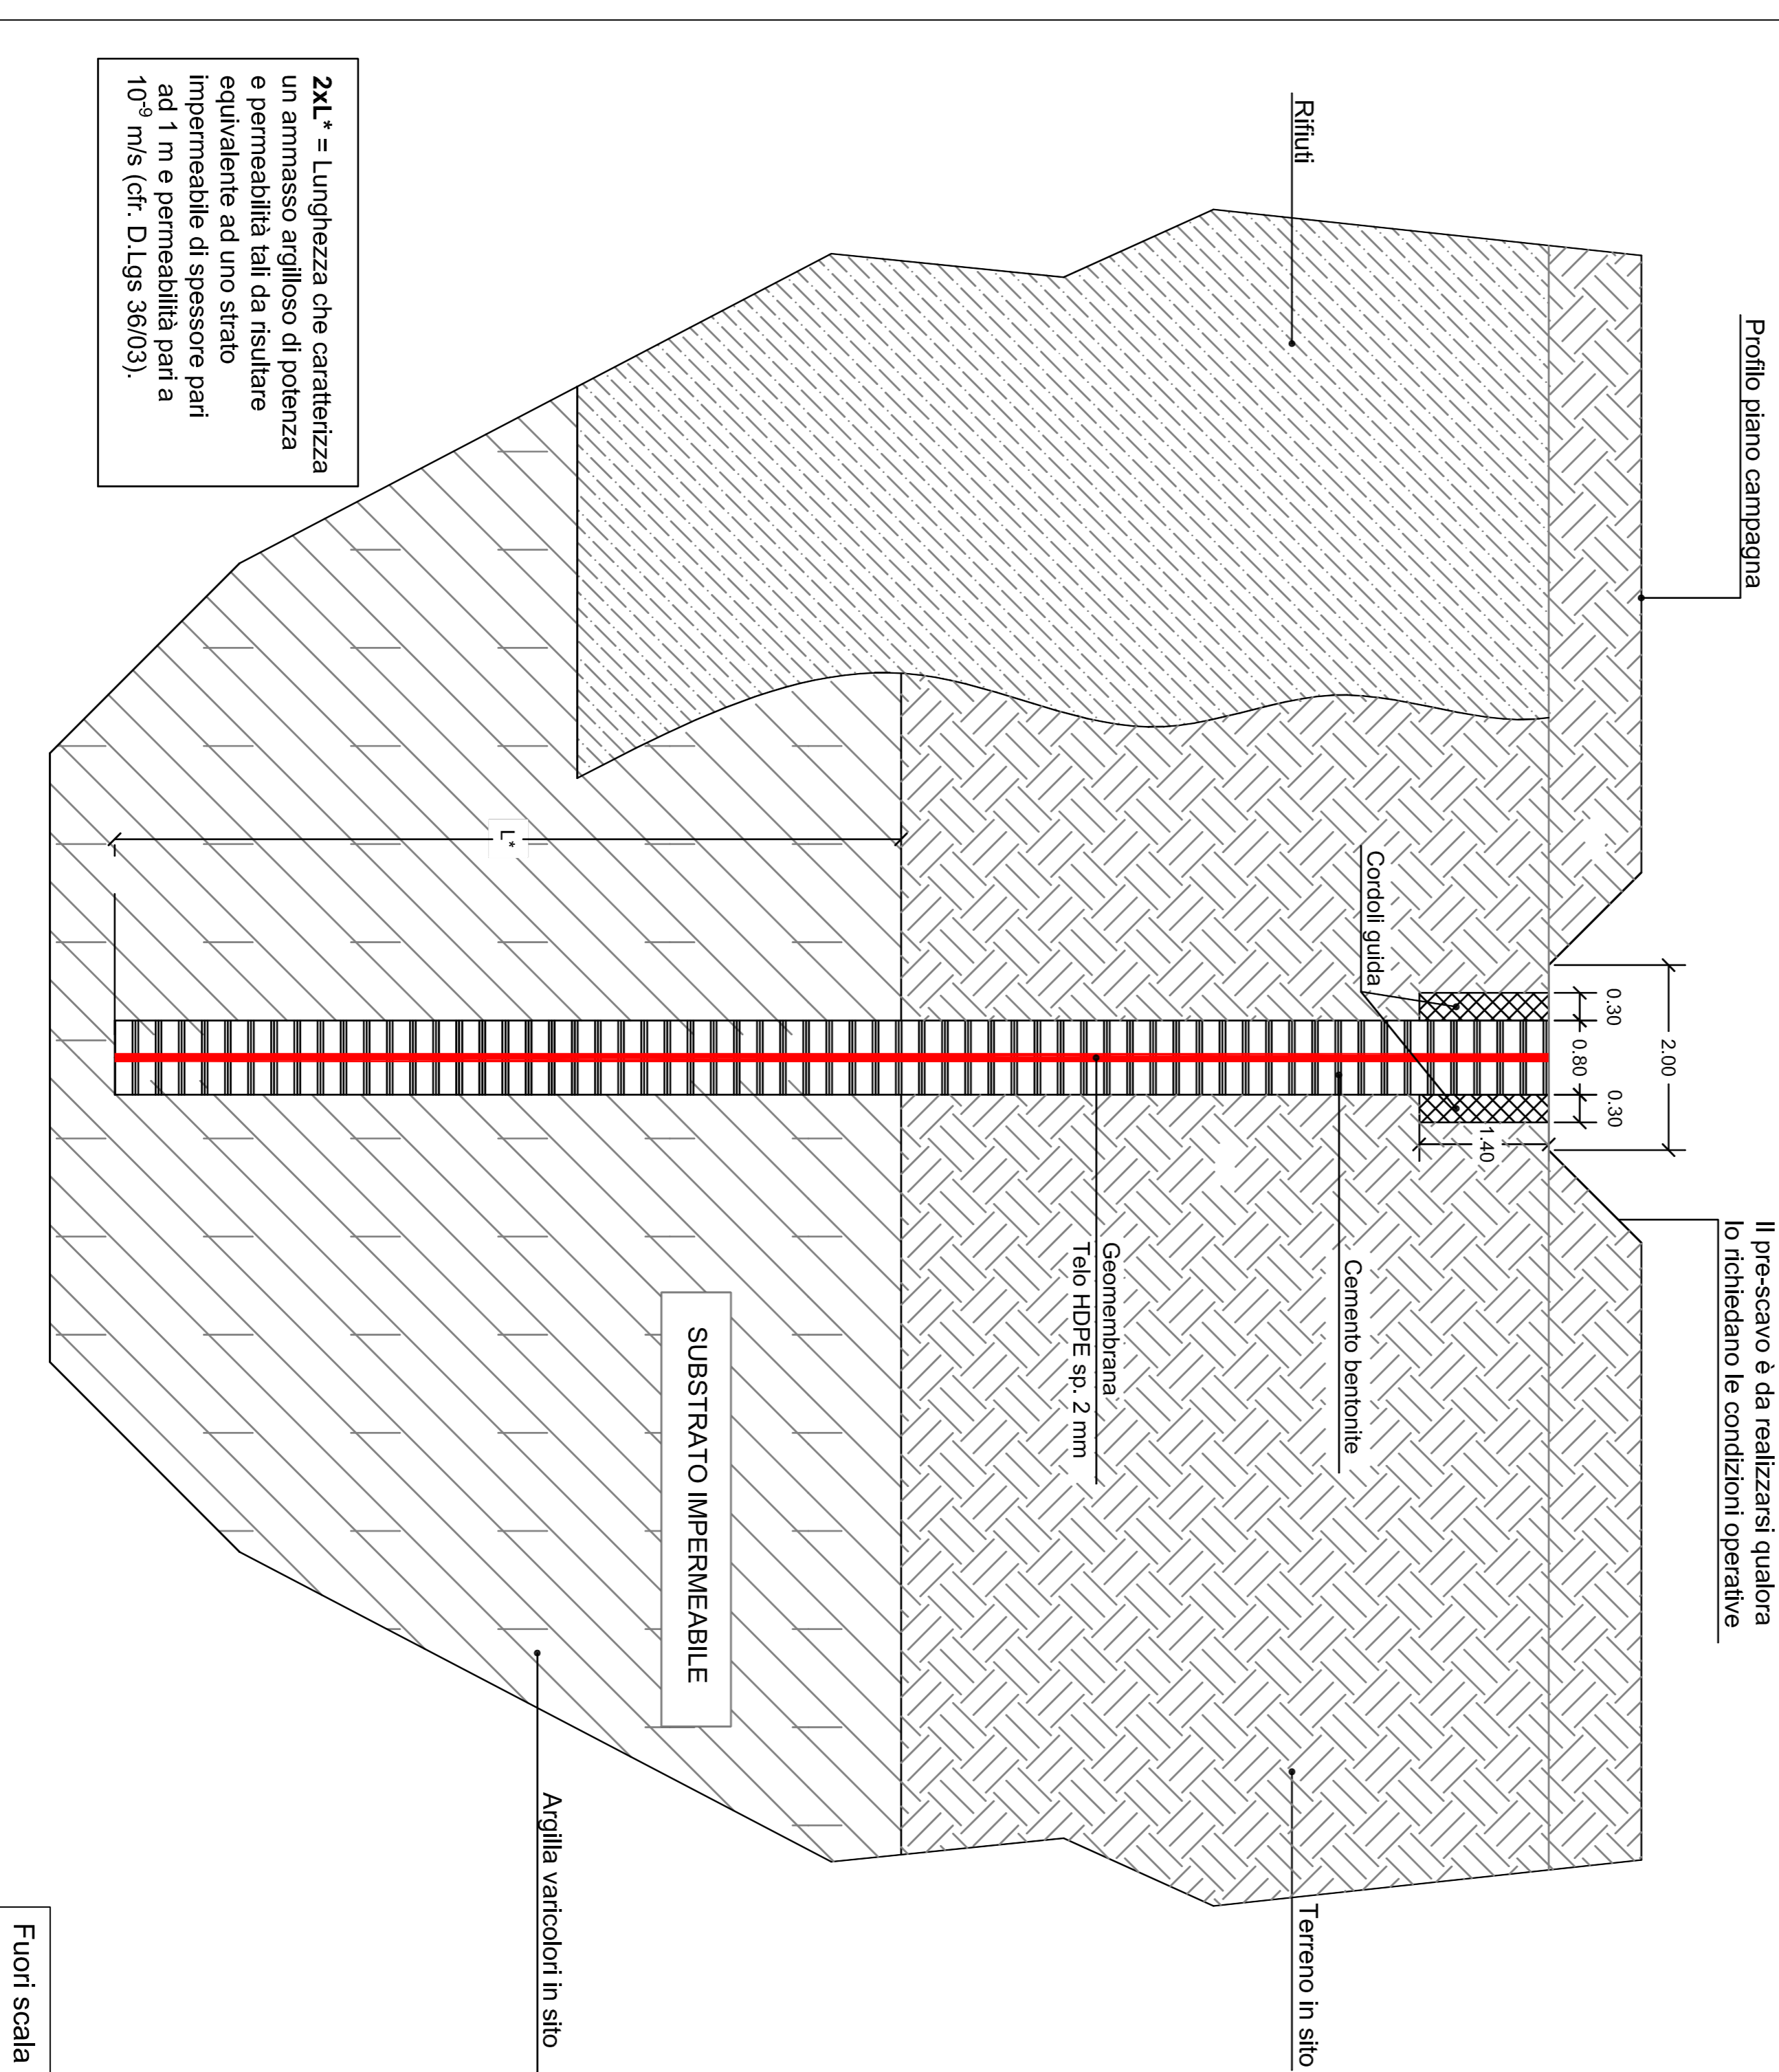 Profilo piano campagna
Il pre-scavo è da realizzarsi qualora
lo richiedano le condizioni operative
2.00
0.30
0.80
0.30
1.40
Cordoli guida
Rifiuti
Cemento bentonite
Geomembrana
Telo HDPE sp. 2 mm
Terreno in sito
L*
SUBSTRATO IMPERMEABILE
Argilla varicolori in sito
2xL* = Lunghezza che caratterizza
un ammasso argilloso di potenza
e permeabilità tali da risultare
equivalente ad uno strato
impermeabile di spessore pari
ad 1 m e permeabilità pari a
10⁻⁹ m/s (cfr. D.Lgs 36/03).
Fuori scala